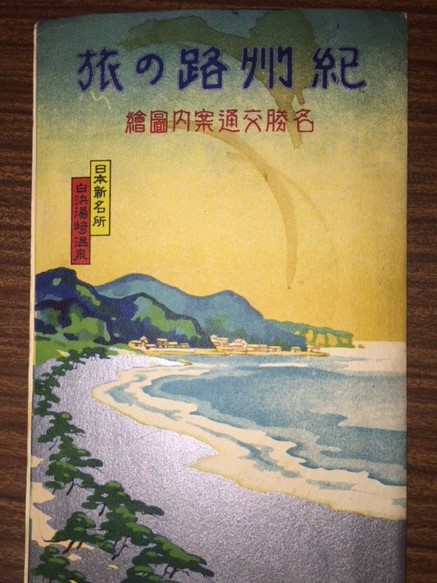 紀州路の旅
名勝交通案内圖繪
日本新名所
白浜湯崎温泉